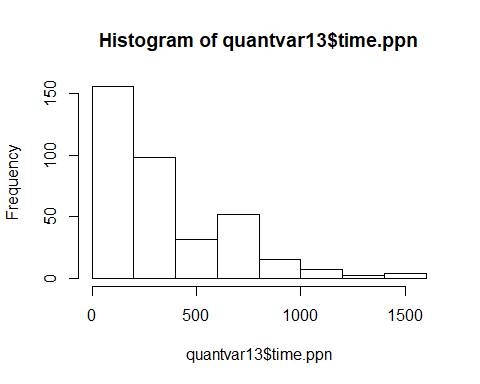 Histogram of quantvar13$time.ppn
Frequency
150
100
50
0
0 500 1000 1500
quantvar13$time.ppn